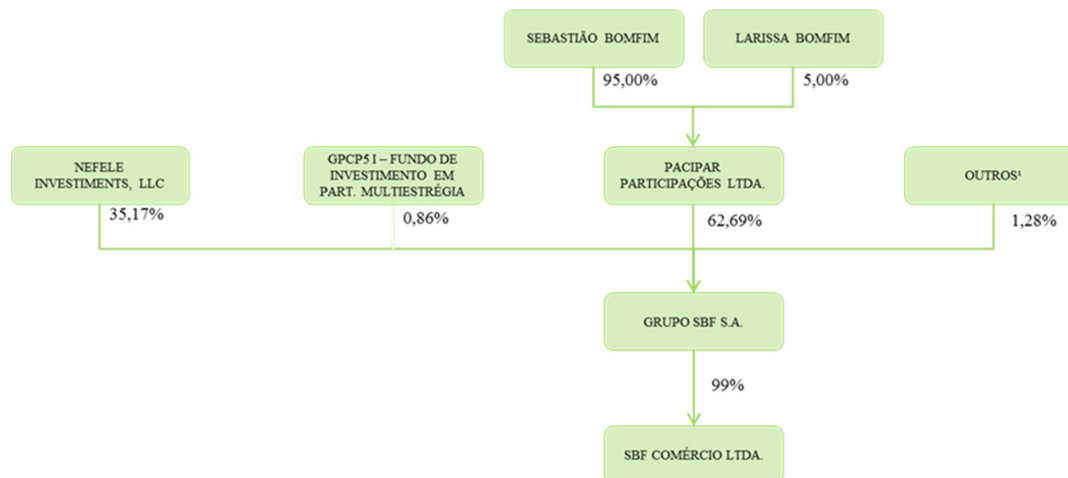 SEBASTIÃO BOMFIM
LARISSA BOMFIM
95,00%
5,00%
NEFELE
INVESTIMENTS, LLC
GPCP5 I – FUNDO DE
INVESTIMENTO EM
PART. MULTIESTRÉGIA
PACIPAR
PARTICIPAÇÕES LTDA.
OUTROS¹
35,17%
0,86%
62,69%
1,28%
GRUPO SBF S.A.
99%
SBF COMÉRCIO LTDA.